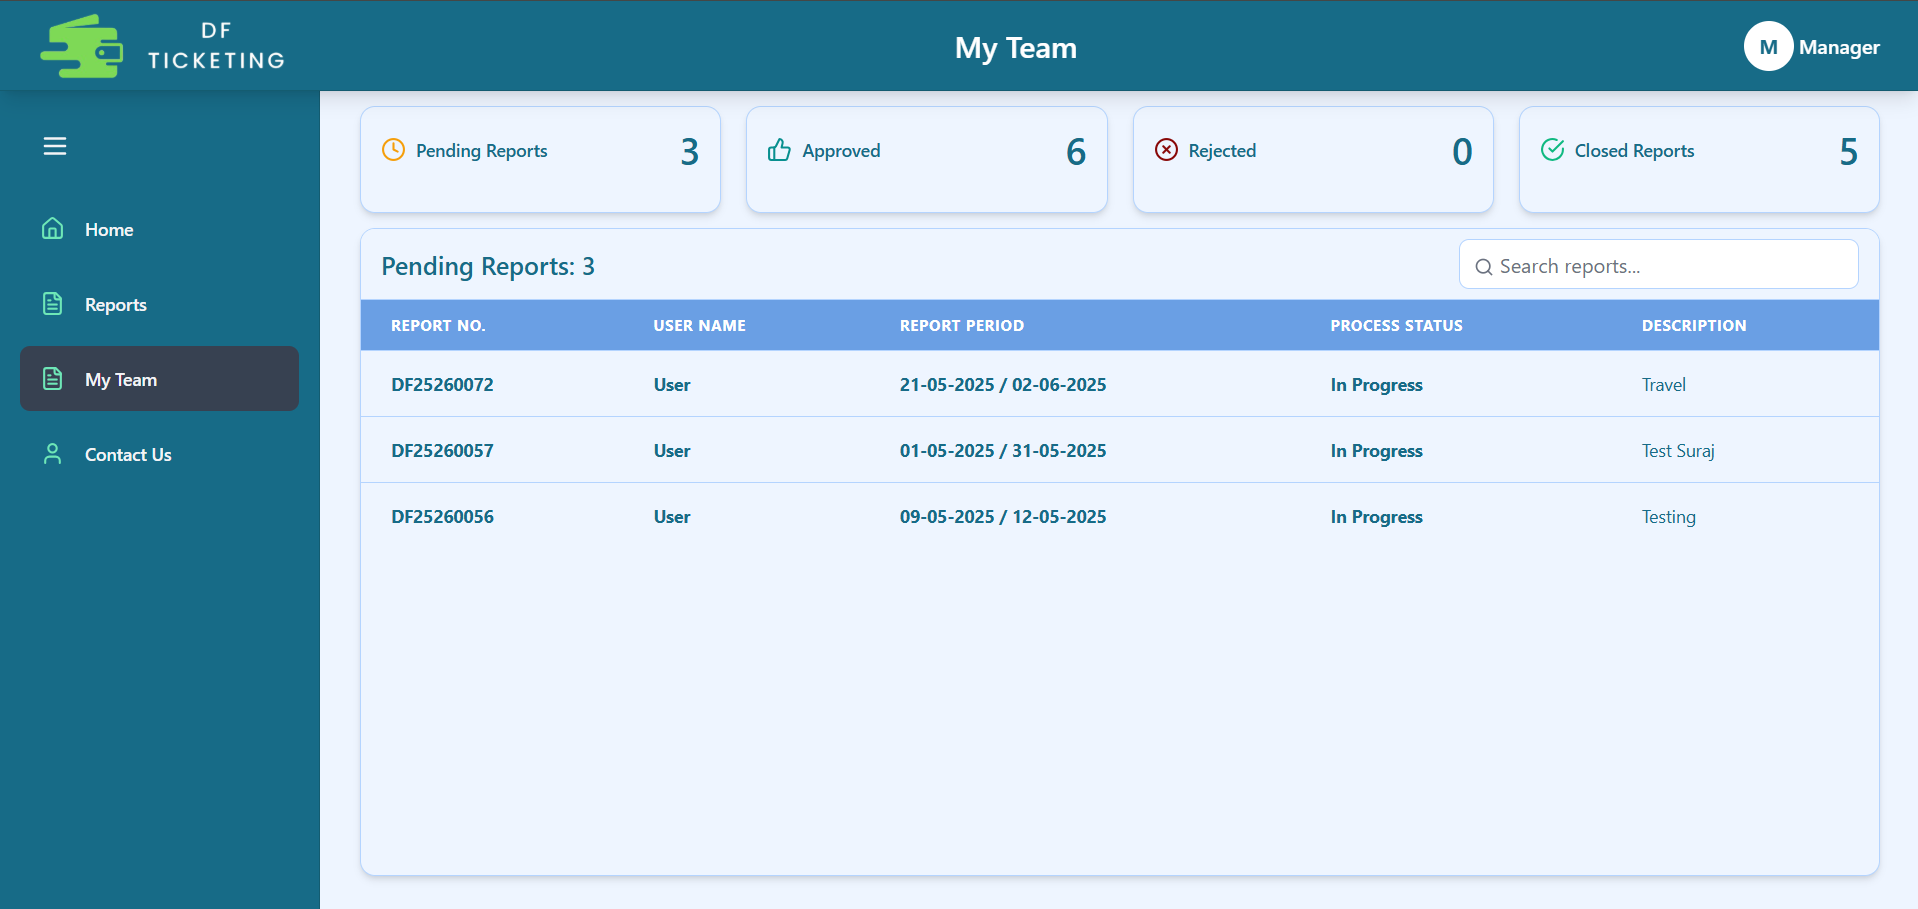 DF
TICKETING
My Team
M Manager
Home
Reports
My Team
Contact Us
Pending Reports 3
Approved 6
Rejected 0
Closed Reports 5
Pending Reports: 3
Search reports...
REPORT NO. USER NAME REPORT PERIOD PROCESS STATUS DESCRIPTION
DF25260072 User 21-05-2025 / 02-06-2025 In Progress Travel
DF25260057 User 01-05-2025 / 31-05-2025 In Progress Test Suraj
DF25260056 User 09-05-2025 / 12-05-2025 In Progress Testing